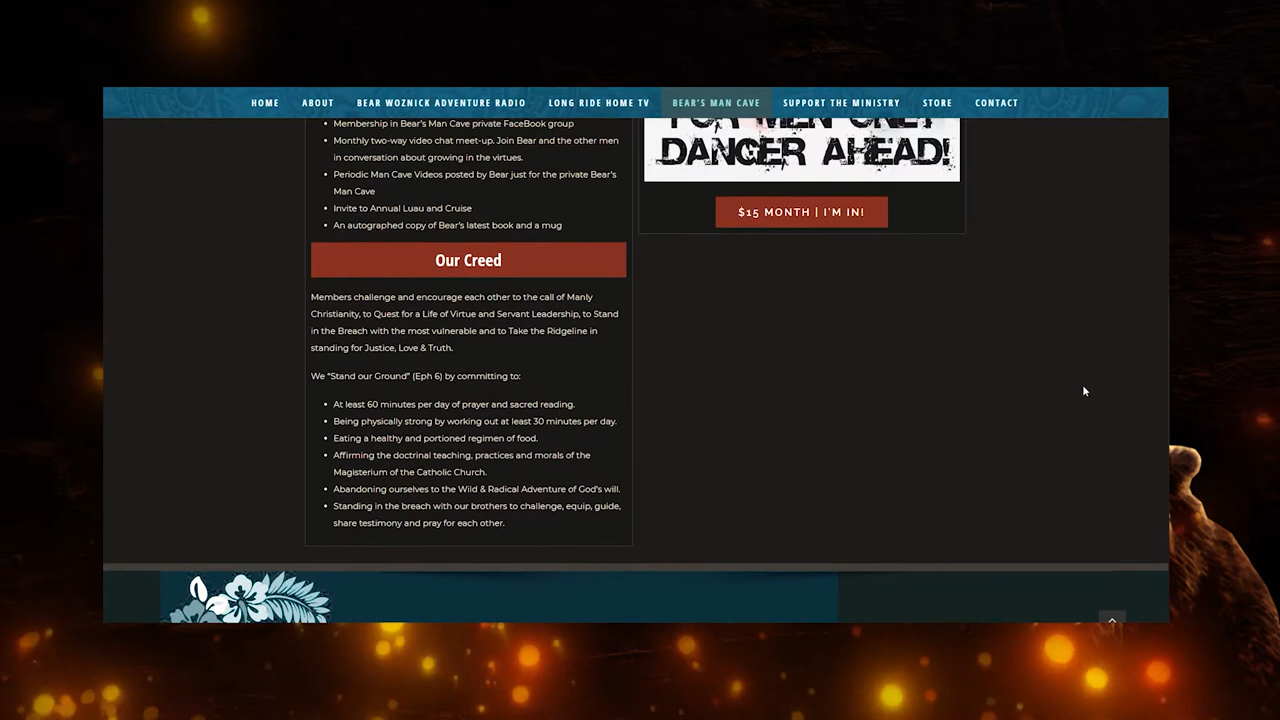 HOME ABOUT BEAR WOZNICK ADVENTURE RADIO LONG RIDE HOME TV BEAR'S MAN CAVE SUPPORT THE MINISTRY STORE CONTACT
• Membership in Bear's Man Cave private FaceBook group
• Monthly two-way video chat meet-up. Join Bear and the other men
in conversation about growing in the virtues.
• Periodic Man Cave Videos posted by Bear just for the private Bear's
Man Cave
• Invite to Annual Luau and Cruise
• An autographed copy of Bear's latest book and a mug
Our Creed
Members challenge and encourage each other to the call of Manly
Christianity, to Quest for a Life of Virtue and Servant Leadership, to Stand
in the Breach with the most vulnerable and to Take the Ridgeline in
standing for Justice, Love & Truth.
We “Stand our Ground” (Eph 6) by committing to:
• At least 60 minutes per day of prayer and sacred reading.
• Being physically strong by working out at least 30 minutes per day.
• Eating a healthy and portioned regimen of food.
• Affirming the doctrinal teaching, practices and morals of the
Magisterium of the Catholic Church.
• Abandoning ourselves to the Wild & Radical Adventure of God's will.
• Standing in the breach with our brothers to challenge, equip, guide,
share testimony and pray for each other.
FOR MEN ONLY
DANGER AHEAD!
$15 MONTH | I'M IN!